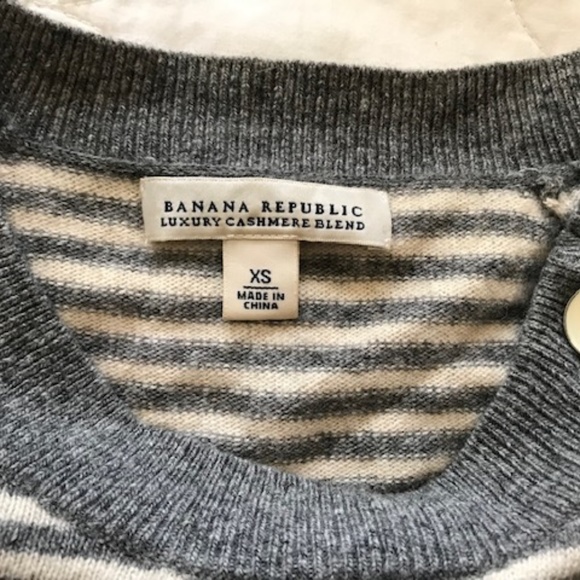 BANANA REPUBLIC
LUXURY CASHMERE BLEND
XS
MADE IN
CHINA